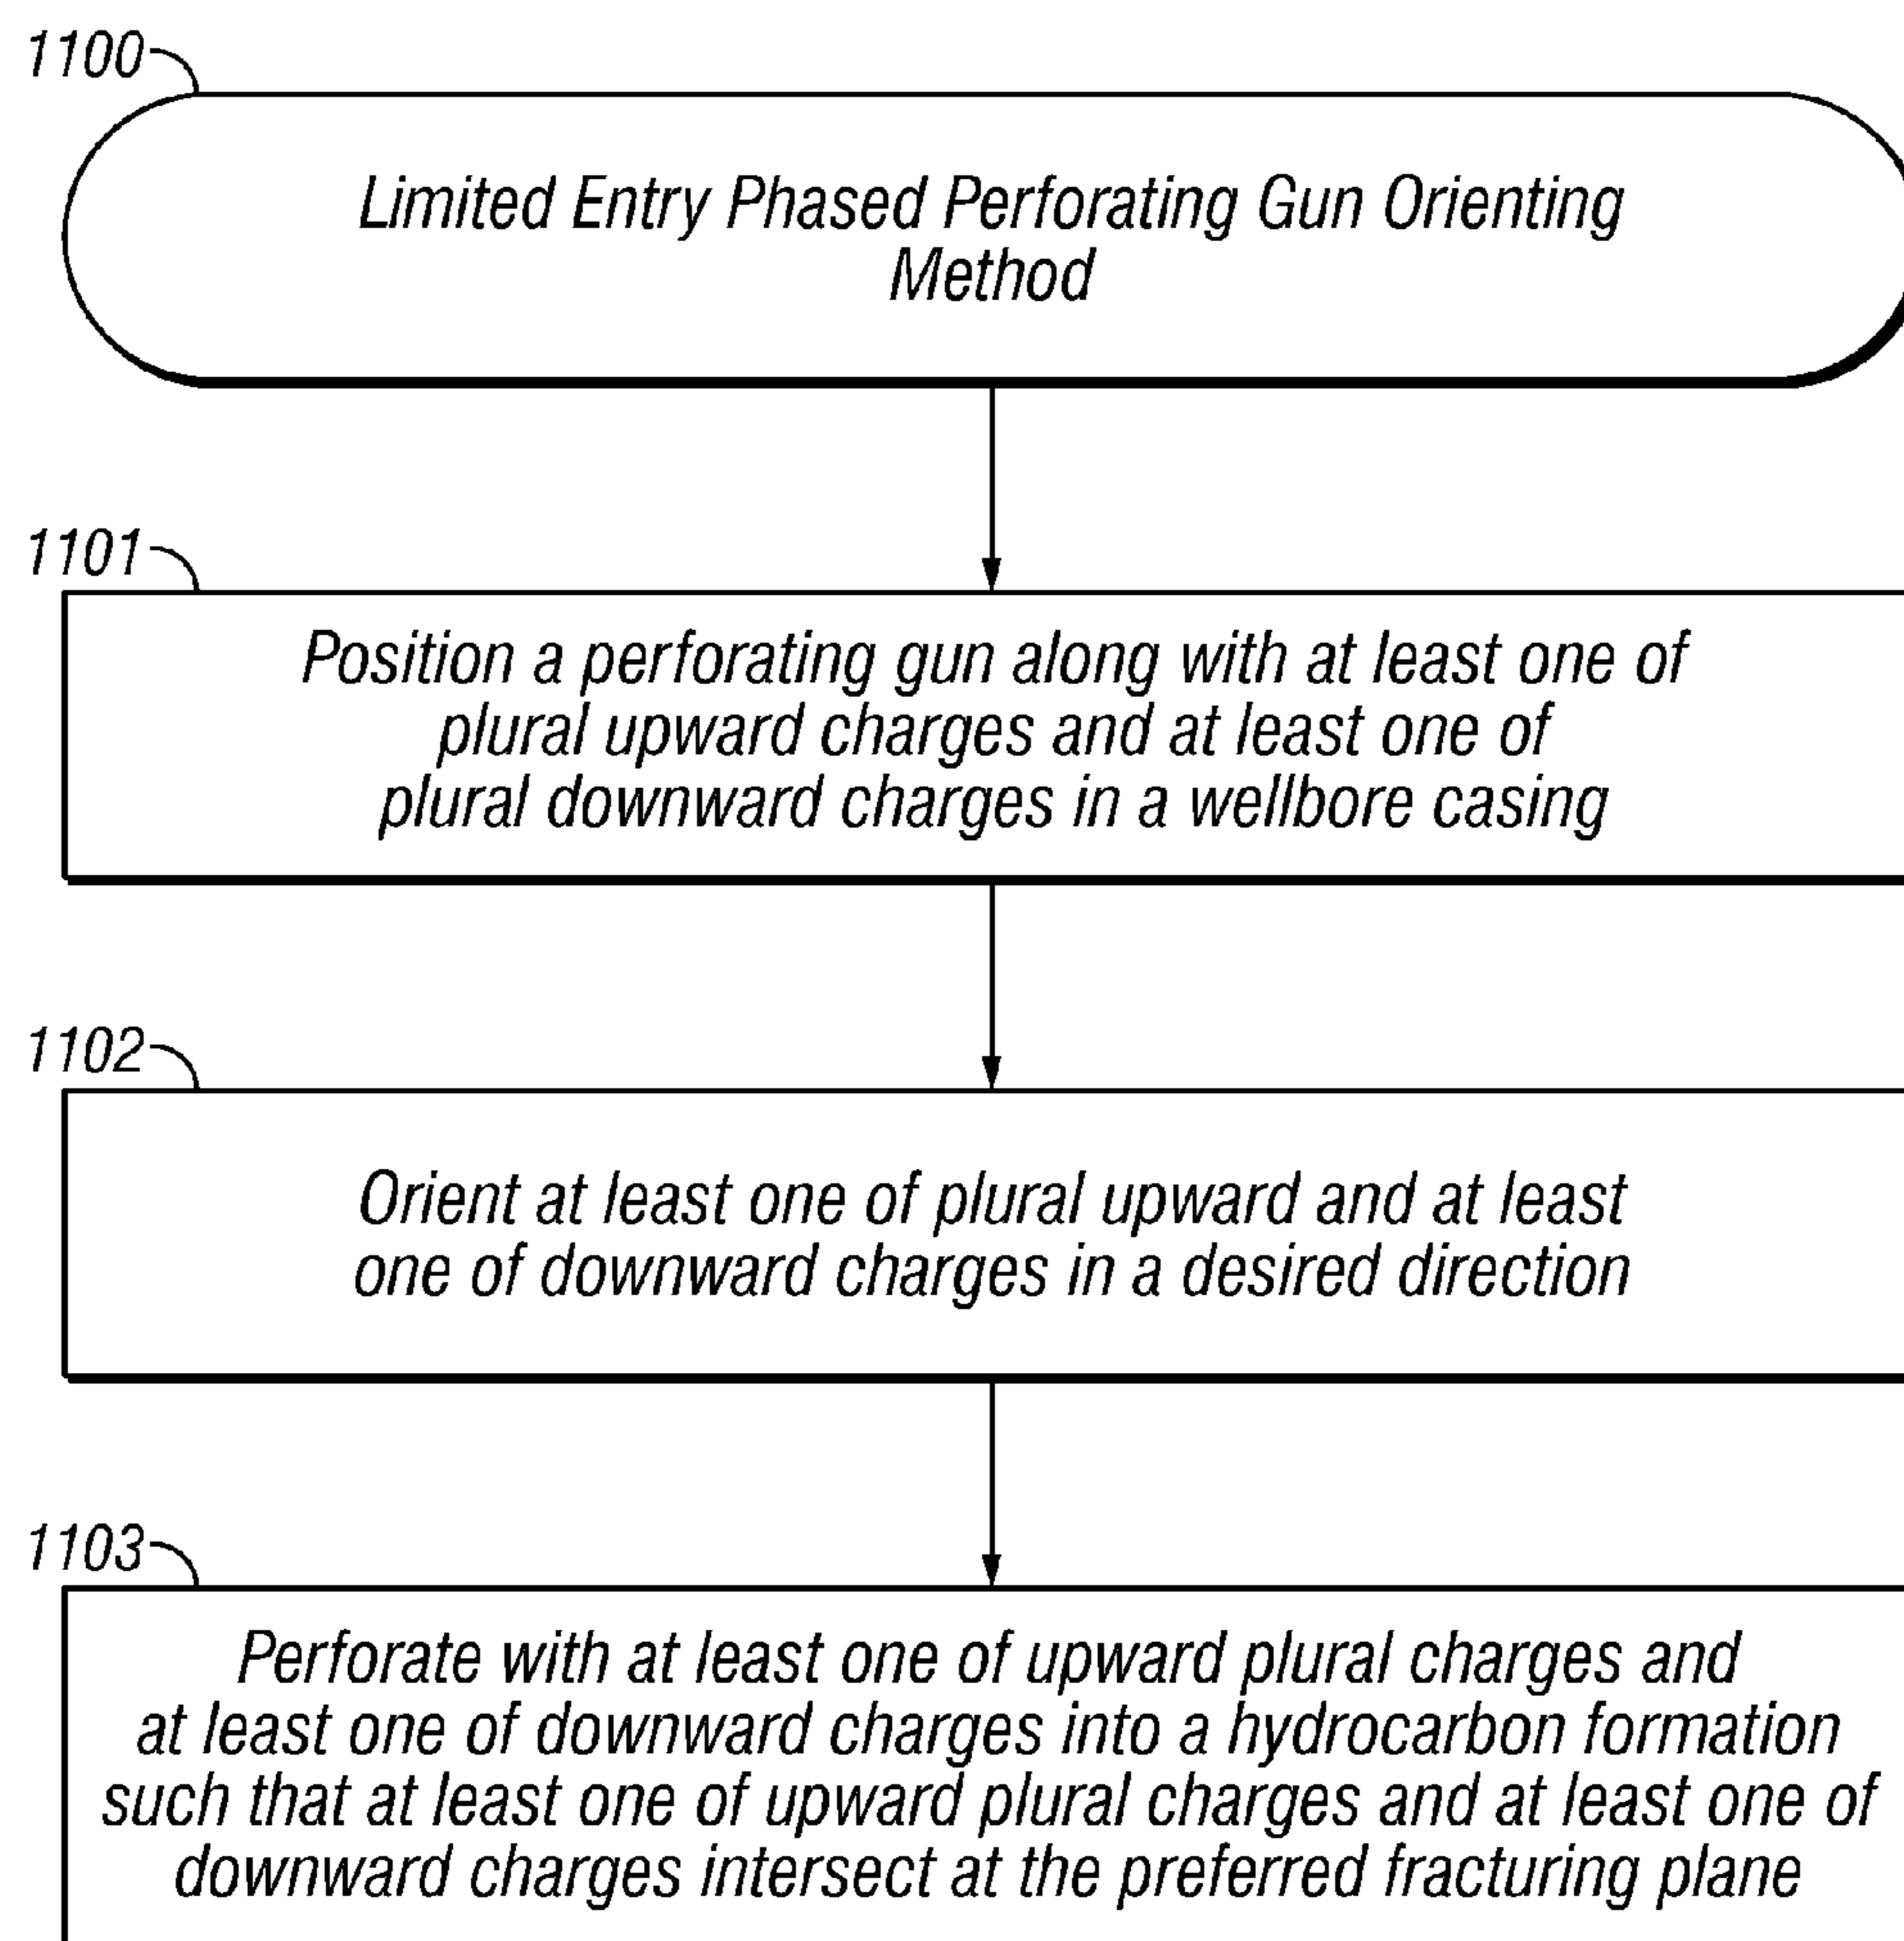 1100
Limited Entry Phased Perforating Gun Orienting
Method
1101
Position a perforating gun along with at least one of
plural upward charges and at least one of
plural downward charges in a wellbore casing
1102
Orient at least one of plural upward and at least
one of downward charges in a desired direction
1103
Perforate with at least one of upward plural charges and
at least one of downward charges into a hydrocarbon formation
such that at least one of upward plural charges and at least one of
downward charges intersect at the preferred fracturing plane